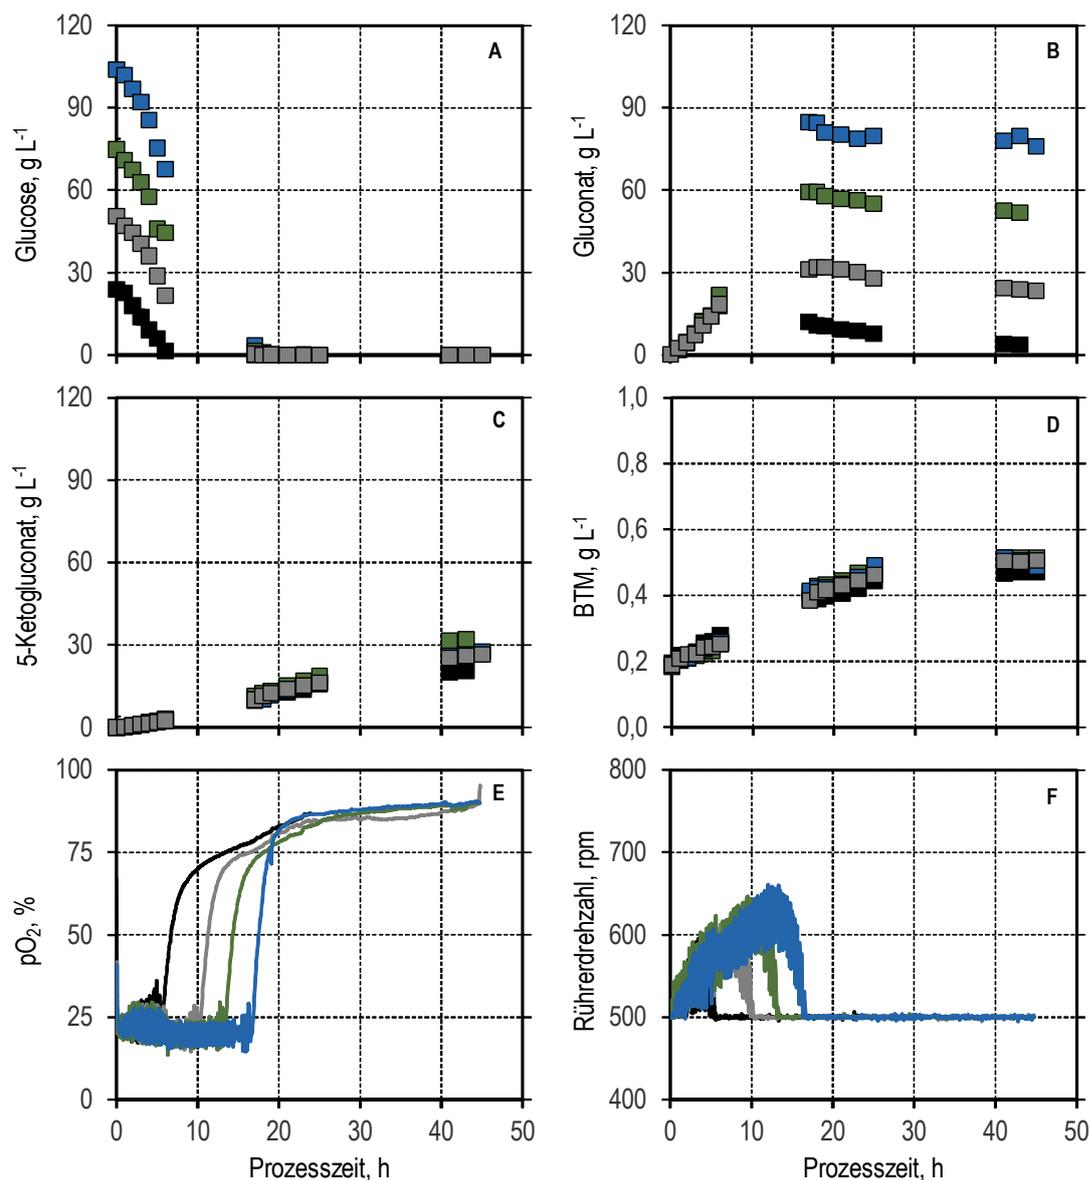 120
90
60
30
0
Glucose, g L-1
A
120
90
60
30
0
Gluconat, g L-1
B
120
90
60
30
0
5-Ketogluconat, g L-1
C
1,0
0,8
0,6
0,4
0,2
0,0
BTM, g L-1
D
100
75
50
25
0
pO2, %
E
0 10 20 30 40 50
Prozesszeit, h
800
700
600
500
400
Rührerdrehzahl, rpm
F
0 10 20 30 40 50
Prozesszeit, h